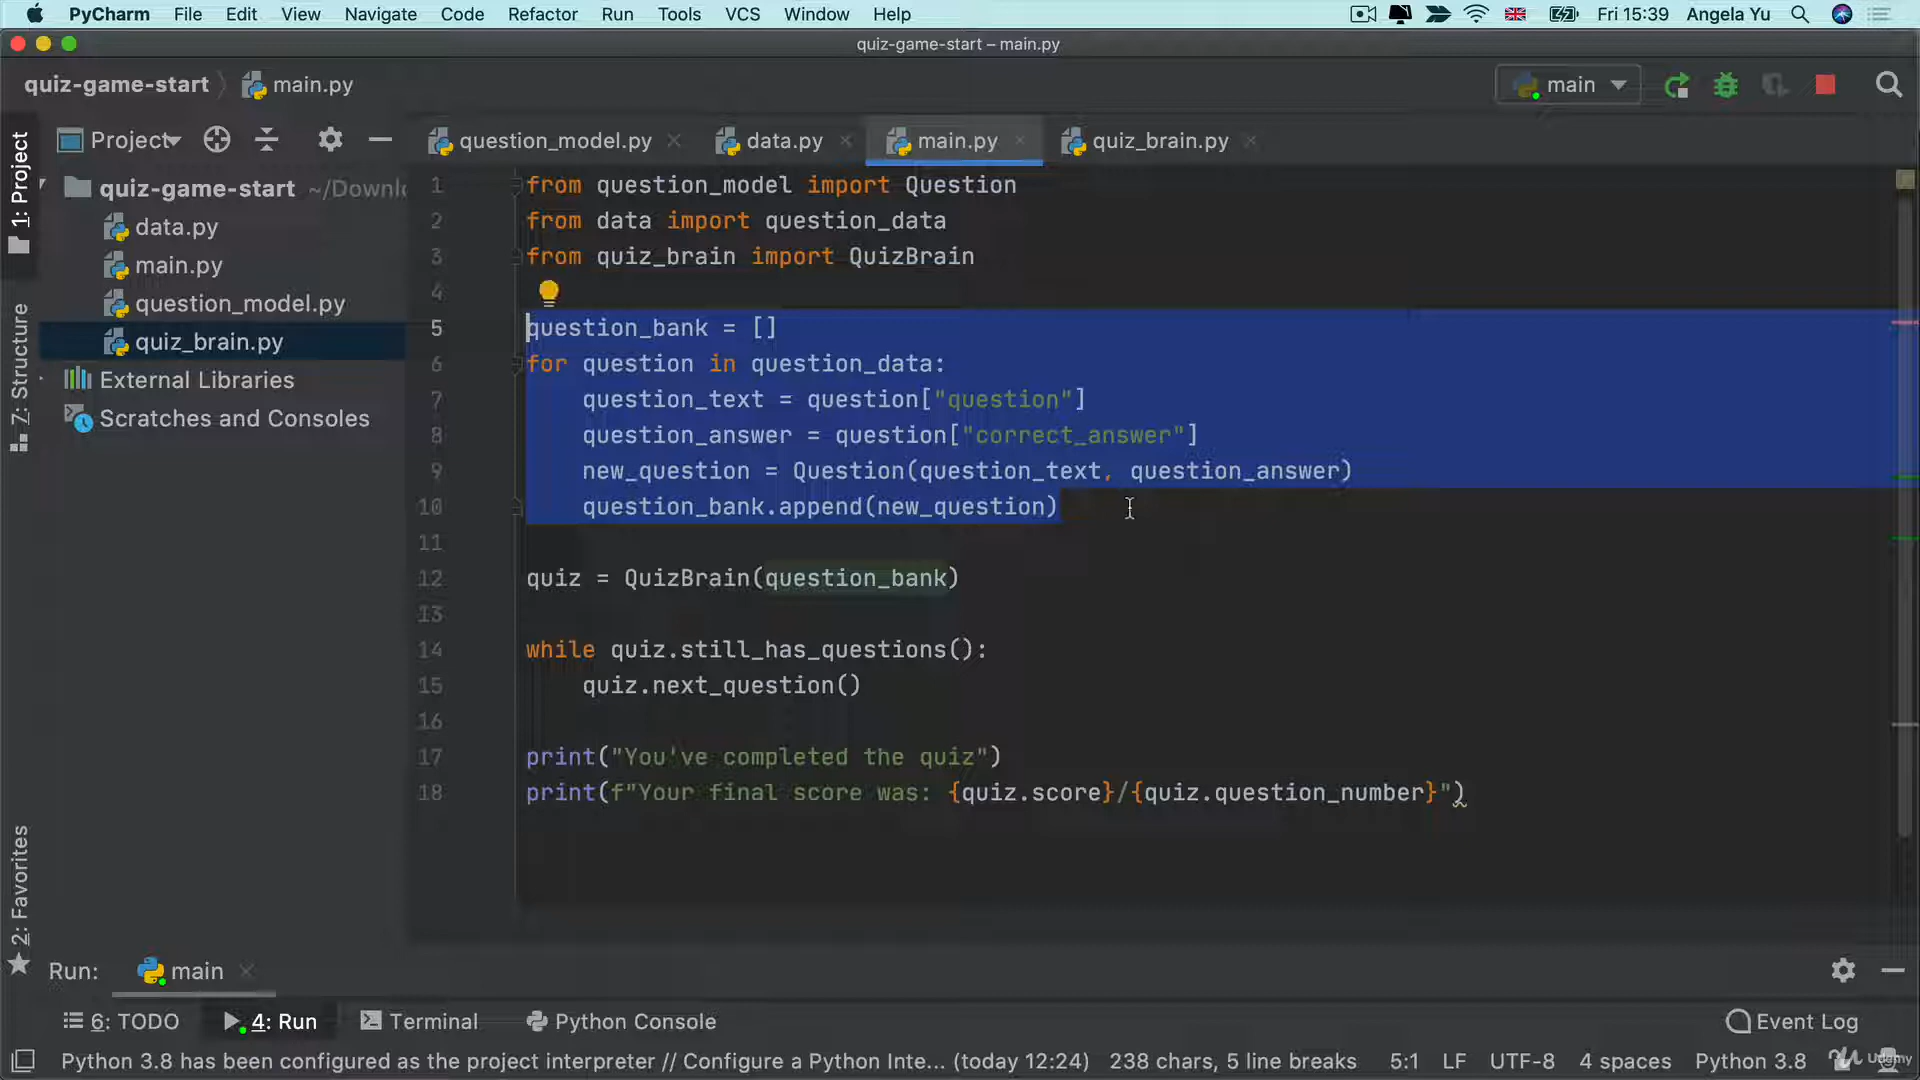 PyCharm File Edit View Navigate Code Refactor Run Tools VCS Window Help Fri 15:39 Angela Yu
quiz-game-start – main.py
quiz-game-start main.py main
1: Project
Project
question_model.py data.py main.py quiz_brain.py
quiz-game-start ~/Downlo
data.py
main.py
question_model.py
quiz_brain.py
External Libraries
Scratches and Consoles
7: Structure
2: Favorites
1 from question_model import Question
2 from data import question_data
3 from quiz_brain import QuizBrain
4
5 question_bank = []
6 for question in question_data:
7     question_text = question["question"]
8     question_answer = question["correct_answer"]
9     new_question = Question(question_text, question_answer)
10     question_bank.append(new_question)
11
12 quiz = QuizBrain(question_bank)
13
14 while quiz.still_has_questions():
15     quiz.next_question()
16
17 print("You've completed the quiz")
18 print(f"Your final score was: {quiz.score}/{quiz.question_number}")
Run: main
6: TODO 4: Run Terminal Python Console Event Log
Python 3.8 has been configured as the project interpreter // Configure a Python Inte... (today 12:24) 238 chars, 5 line breaks 5:1 LF UTF-8 4 spaces Python 3.8 Udemy